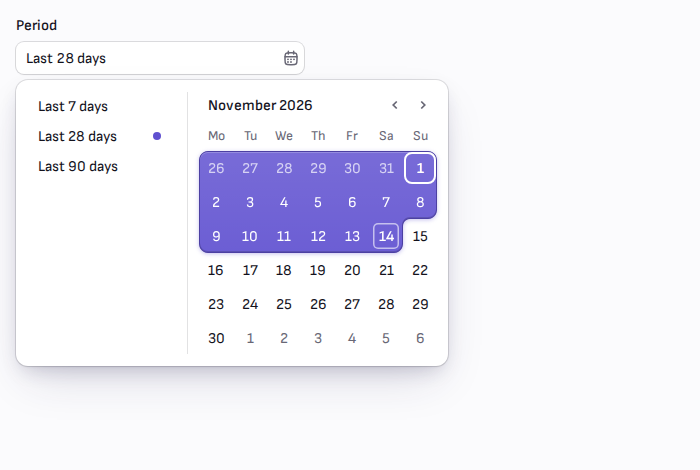 Period
Last 28 days
Last 7 days
Last 28 days
Last 90 days
November 2026
Mo Tu We Th Fr Sa Su
26 27 28 29 30 31 1
2 3 4 5 6 7 8
9 10 11 12 13 14 15
16 17 18 19 20 21 22
23 24 25 26 27 28 29
30 1 2 3 4 5 6